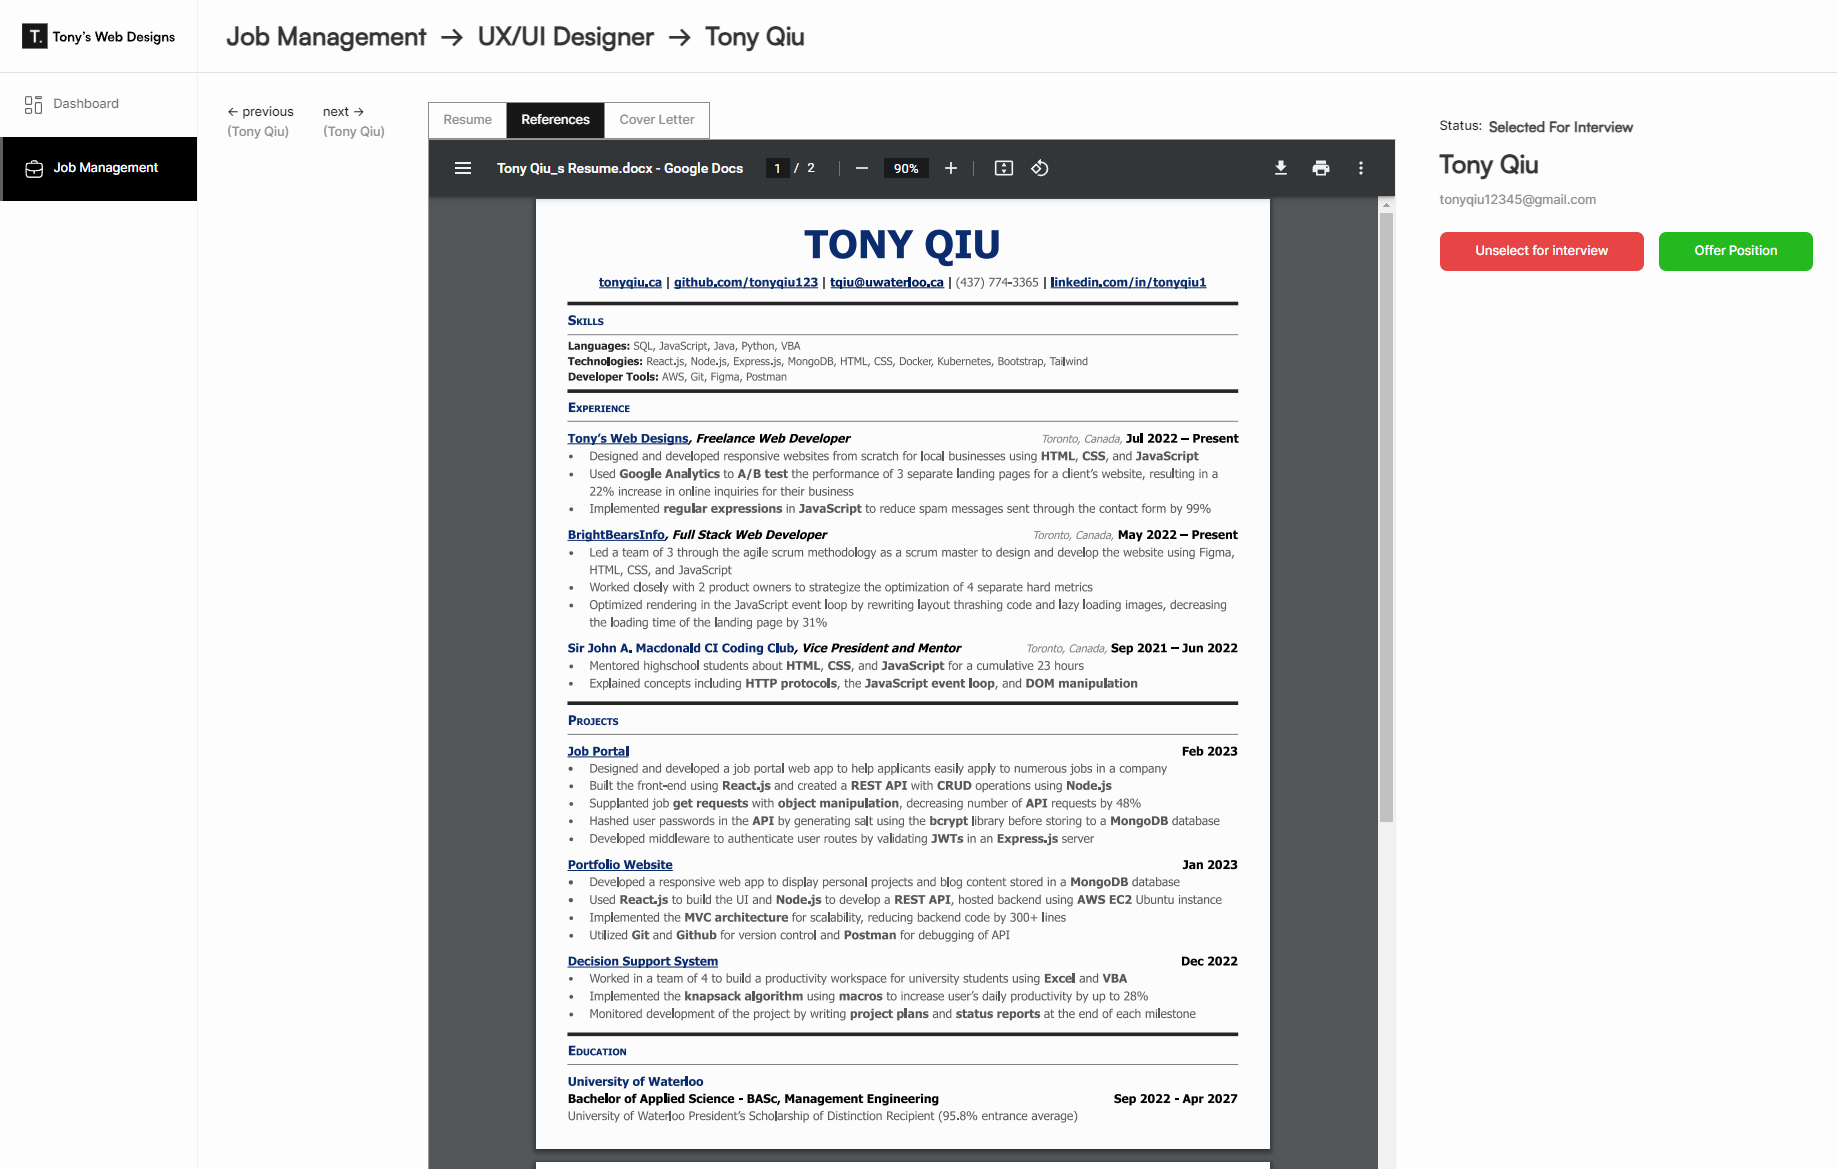 T. Tony's Web Designs
Job Management → UX/UI Designer → Tony Qiu
Dashboard
Job Management
← previous
(Tony Qiu)
next →
(Tony Qiu)
Resume
References
Cover Letter
Tony Qiu_s Resume.docx - Google Docs
1 / 2
90%
TONY QIU
tonyqiu.ca | github.com/tonyqiu123 | tqiu@uwaterloo.ca | (437) 774-3365 | linkedin.com/in/tonyqiu1
SKILLS
Languages: SQL, JavaScript, Java, Python, VBA
Technologies: React.js, Node.js, Express.js, MongoDB, HTML, CSS, Docker, Kubernetes, Bootstrap, Tailwind
Developer Tools: AWS, Git, Figma, Postman
EXPERIENCE
Tony's Web Designs, Freelance Web Developer Toronto, Canada, Jul 2022 – Present
• Designed and developed responsive websites from scratch for local businesses using HTML, CSS, and JavaScript
• Used Google Analytics to A/B test the performance of 3 separate landing pages for a client's website, resulting in a
22% increase in online inquiries for their business
• Implemented regular expressions in JavaScript to reduce spam messages sent through the contact form by 99%
BrightBearsInfo, Full Stack Web Developer Toronto, Canada, May 2022 – Present
• Led a team of 3 through the agile scrum methodology as a scrum master to design and develop the website using Figma,
HTML, CSS, and JavaScript
• Worked closely with 2 product owners to strategize the optimization of 4 separate hard metrics
• Optimized rendering in the JavaScript event loop by rewriting layout thrashing code and lazy loading images, decreasing
the loading time of the landing page by 31%
Sir John A. Macdonald CI Coding Club, Vice President and Mentor Toronto, Canada, Sep 2021 – Jun 2022
• Mentored highschool students about HTML, CSS, and JavaScript for a cumulative 23 hours
• Explained concepts including HTTP protocols, the JavaScript event loop, and DOM manipulation
PROJECTS
Job Portal Feb 2023
• Designed and developed a job portal web app to help applicants easily apply to numerous jobs in a company
• Built the front-end using React.js and created a REST API with CRUD operations using Node.js
• Supplanted job get requests with object manipulation, decreasing number of API requests by 48%
• Hashed user passwords in the API by generating salt using the bcrypt library before storing to a MongoDB database
• Developed middleware to authenticate user routes by validating JWTs in an Express.js server
Portfolio Website Jan 2023
• Developed a responsive web app to display personal projects and blog content stored in a MongoDB database
• Used React.js to build the UI and Node.js to develop a REST API, hosted backend using AWS EC2 Ubuntu instance
• Implemented the MVC architecture for scalability, reducing backend code by 300+ lines
• Utilized Git and Github for version control and Postman for debugging of API
Decision Support System Dec 2022
• Worked in a team of 4 to build a productivity workspace for university students using Excel and VBA
• Implemented the knapsack algorithm using macros to increase user's daily productivity by up to 28%
• Monitored development of the project by writing project plans and status reports at the end of each milestone
EDUCATION
University of Waterloo
Bachelor of Applied Science - BASc, Management Engineering Sep 2022 - Apr 2027
University of Waterloo President's Scholarship of Distinction Recipient (95.8% entrance average)
Status: Selected For Interview
Tony Qiu
tonyqiu12345@gmail.com
Unselect for interview
Offer Position